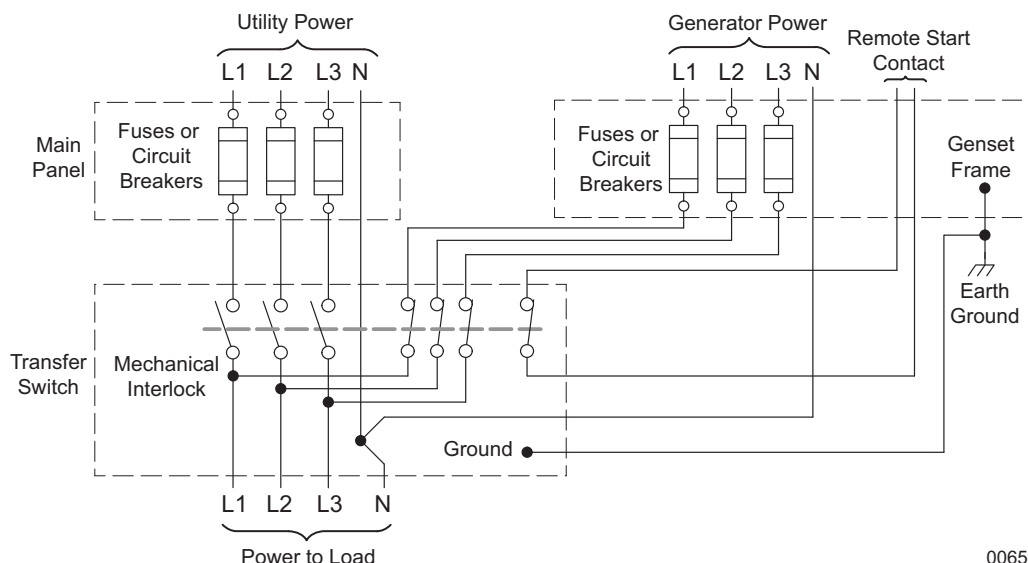 Utility Power
L1 L2 L3 N
Generator Power
L1 L2 L3 N
Remote Start
Contact
Main
Panel
Fuses or
Circuit
Breakers
Fuses or
Circuit
Breakers
Genset
Frame
Earth
Ground
Transfer
Switch
Mechanical
Interlock
Ground
L1 L2 L3 N
Power to Load
0065